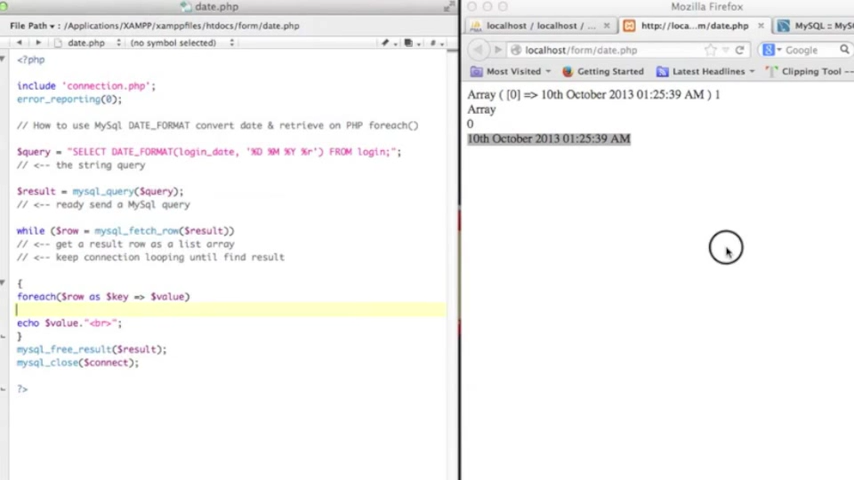 date.php
File Path ▾ : /Applications/XAMPP/xamppfiles/htdocs/form/date.php
date.php (no symbol selected)
<?php
include 'connection.php';
error_reporting(0);
// How to use MySql DATE_FORMAT convert date & retrieve on PHP foreach()
$query = "SELECT DATE_FORMAT(login_date, '%D %M %Y %r') FROM login;";
// <-- the string query
$result = mysql_query($query);
// <-- ready send a MySql query
while ($row = mysql_fetch_row($result))
// <-- get a result row as a list array
// <-- keep connection looping until find result
{
foreach($row as $key => $value)
echo $value."<br>";
}
mysql_free_result($result);
mysql_close($connect);
?>
Mozilla Firefox
localhost / localhost / ... http://loca...m/date.php MySQL :: MyS
localhost/form/date.php Google
Most Visited Getting Started Latest Headlines Clipping Tool --
Array ( [0] => 10th October 2013 01:25:39 AM ) 1
Array
0
10th October 2013 01:25:39 AM